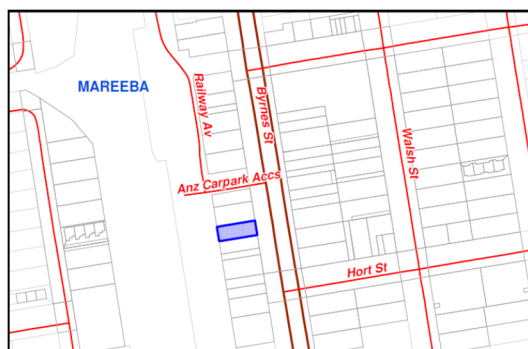 MAREEBA
Railway Av
Byrnes St
Walsh St
Anz Carpark Accs
Hort St